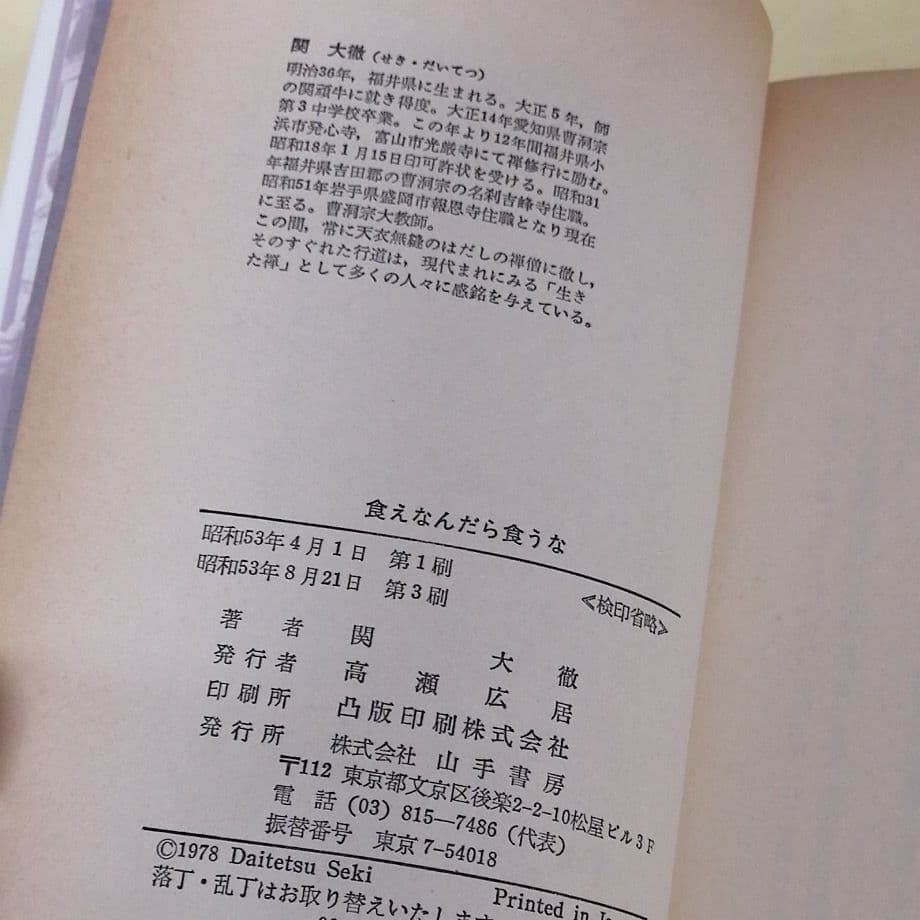 関　大徹（せき・だいてつ）
明治36年，福井県に生まれる。大正5年，師
の関頑牛に就き得度。大正14年愛知県曹洞宗
第3中学校卒業。この年より12年間福井県小
浜市発心寺，富山市光厳寺にて禅修行に励む。
昭和18年1月15日印可許状を受ける。昭和31
年福井県吉田郡の曹洞宗の名刹吉峰寺住職。
昭和51年岩手県盛岡市報恩寺住職となり現在
に至る。曹洞宗大教師。
この間，常に天衣無縫のはだしの禅僧に徹し，
そのすぐれた行道は，現代まれにみる「生き
た禅」として多くの人々に感銘を与えている。
食えなんだら食うな
昭和53年4月1日　第1刷
昭和53年8月21日　第3刷
≪検印省略≫
著者　関　大徹
発行者　高瀬広居
印刷所　凸版印刷株式会社
発行所　株式会社　山手書房
〒112 東京都文京区後楽2-2-10松屋ビル3F
電話 (03) 815—7486（代表）
振替番号　東京7-54018
©1978 Daitetsu Seki
Printed in
落丁・乱丁はお取り替えいたします